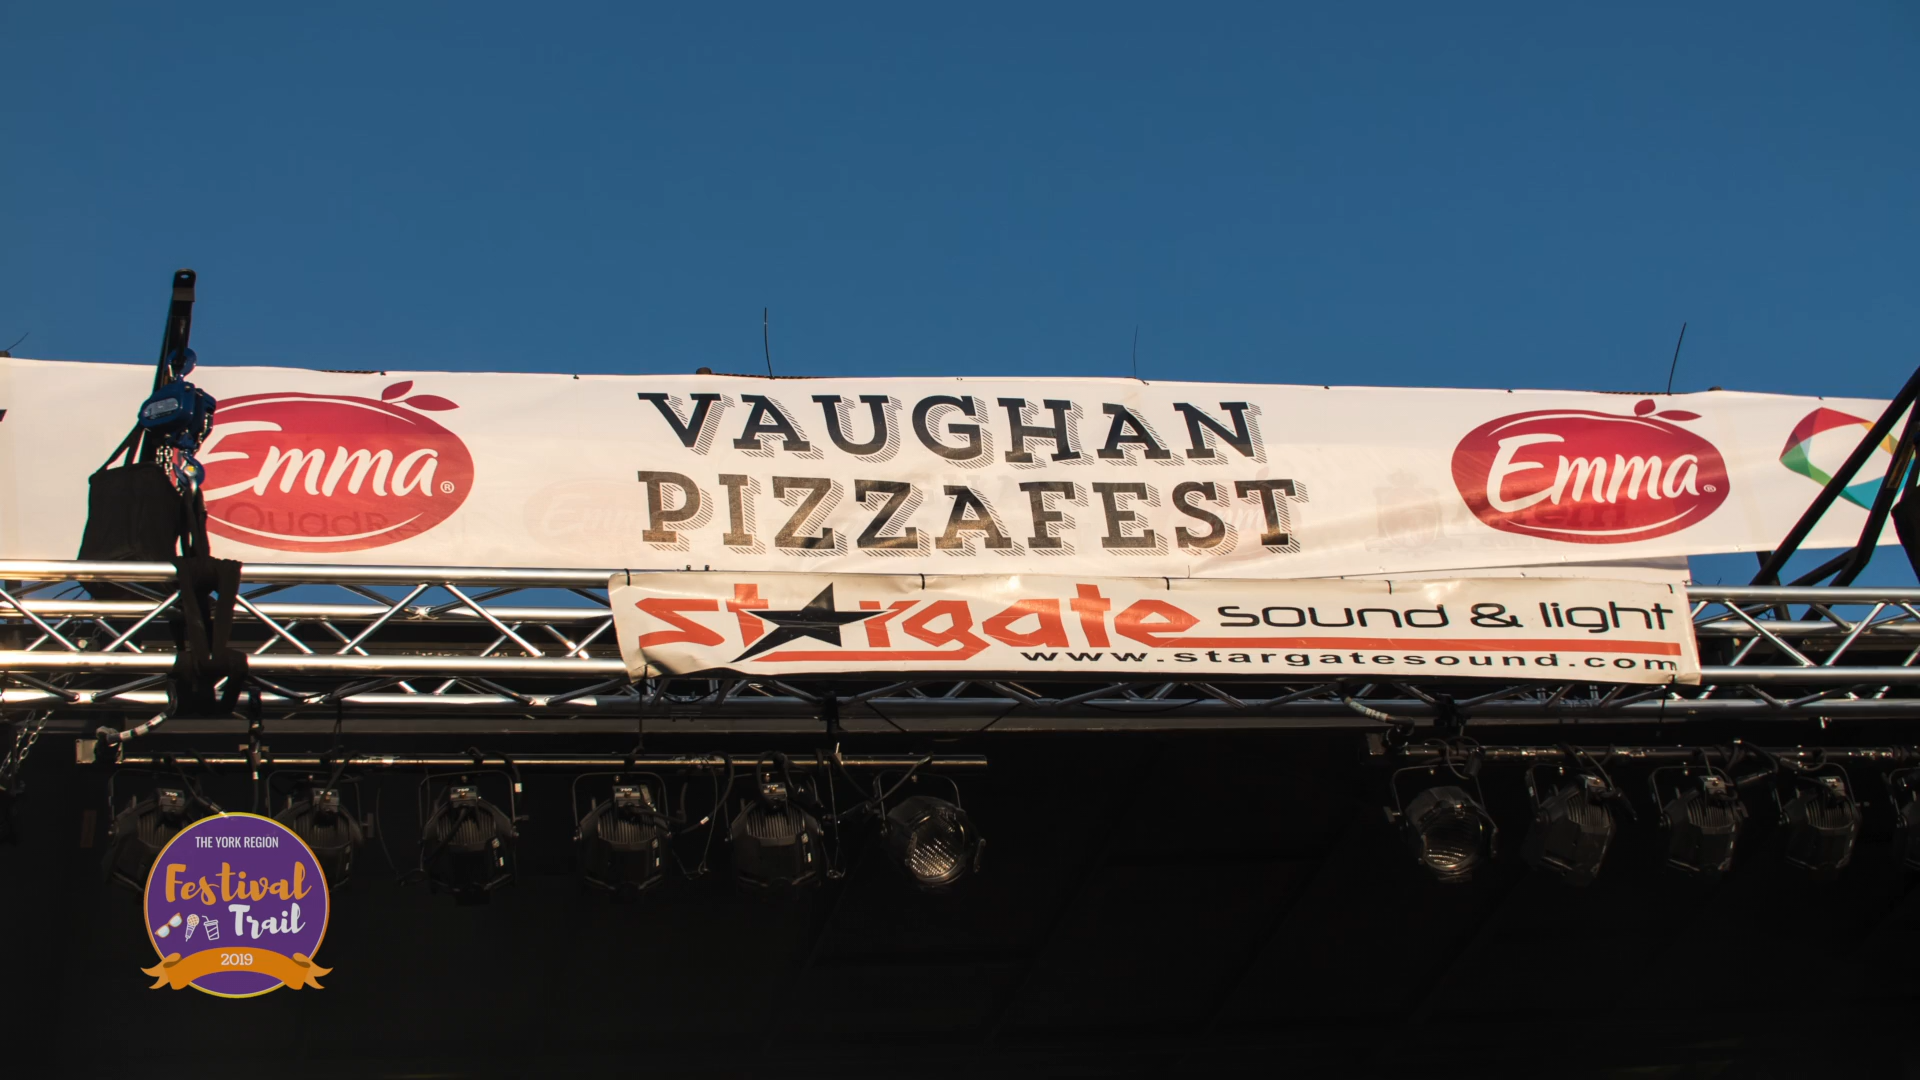 Emma®
VAUGHAN
PIZZAFEST
Emma®
stargate sound & light
www.stargatesound.com
THE YORK REGION
Festival
Trail
2019